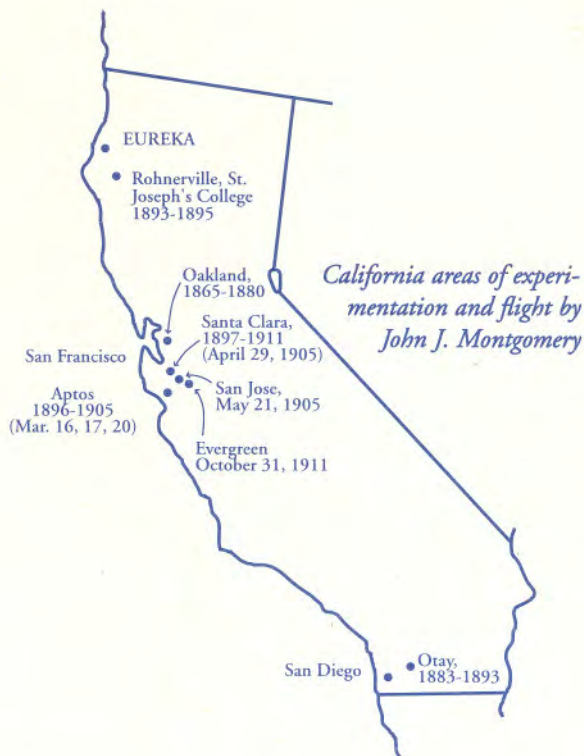 EUREKA
Rohnerville, St.
Joseph's College
1893-1895
Oakland,
1865-1880
California areas of experi-
mentation and flight by
John J. Montgomery
Santa Clara,
1897-1911
(April 29, 1905)
San Francisco
Aptos
1896-1905
(Mar. 16, 17, 20)
San Jose,
May 21, 1905
Evergreen
October 31, 1911
San Diego
Otay,
1883-1893